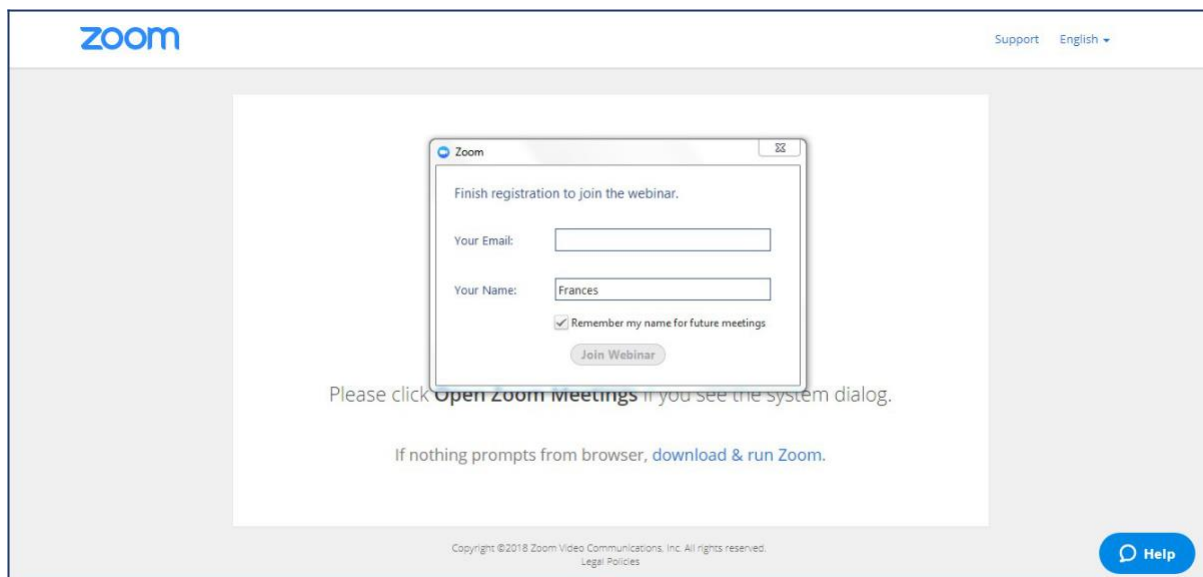 zoom
Support English
Zoom
Finish registration to join the webinar.
Your Email:
Your Name: Frances
Remember my name for future meetings
Join Webinar
Please click Open Zoom Meetings if you see the system dialog.
If nothing prompts from browser, download & run Zoom.
Copyright ©2018 Zoom Video Communications, Inc. All rights reserved.
Legal Policies
Help